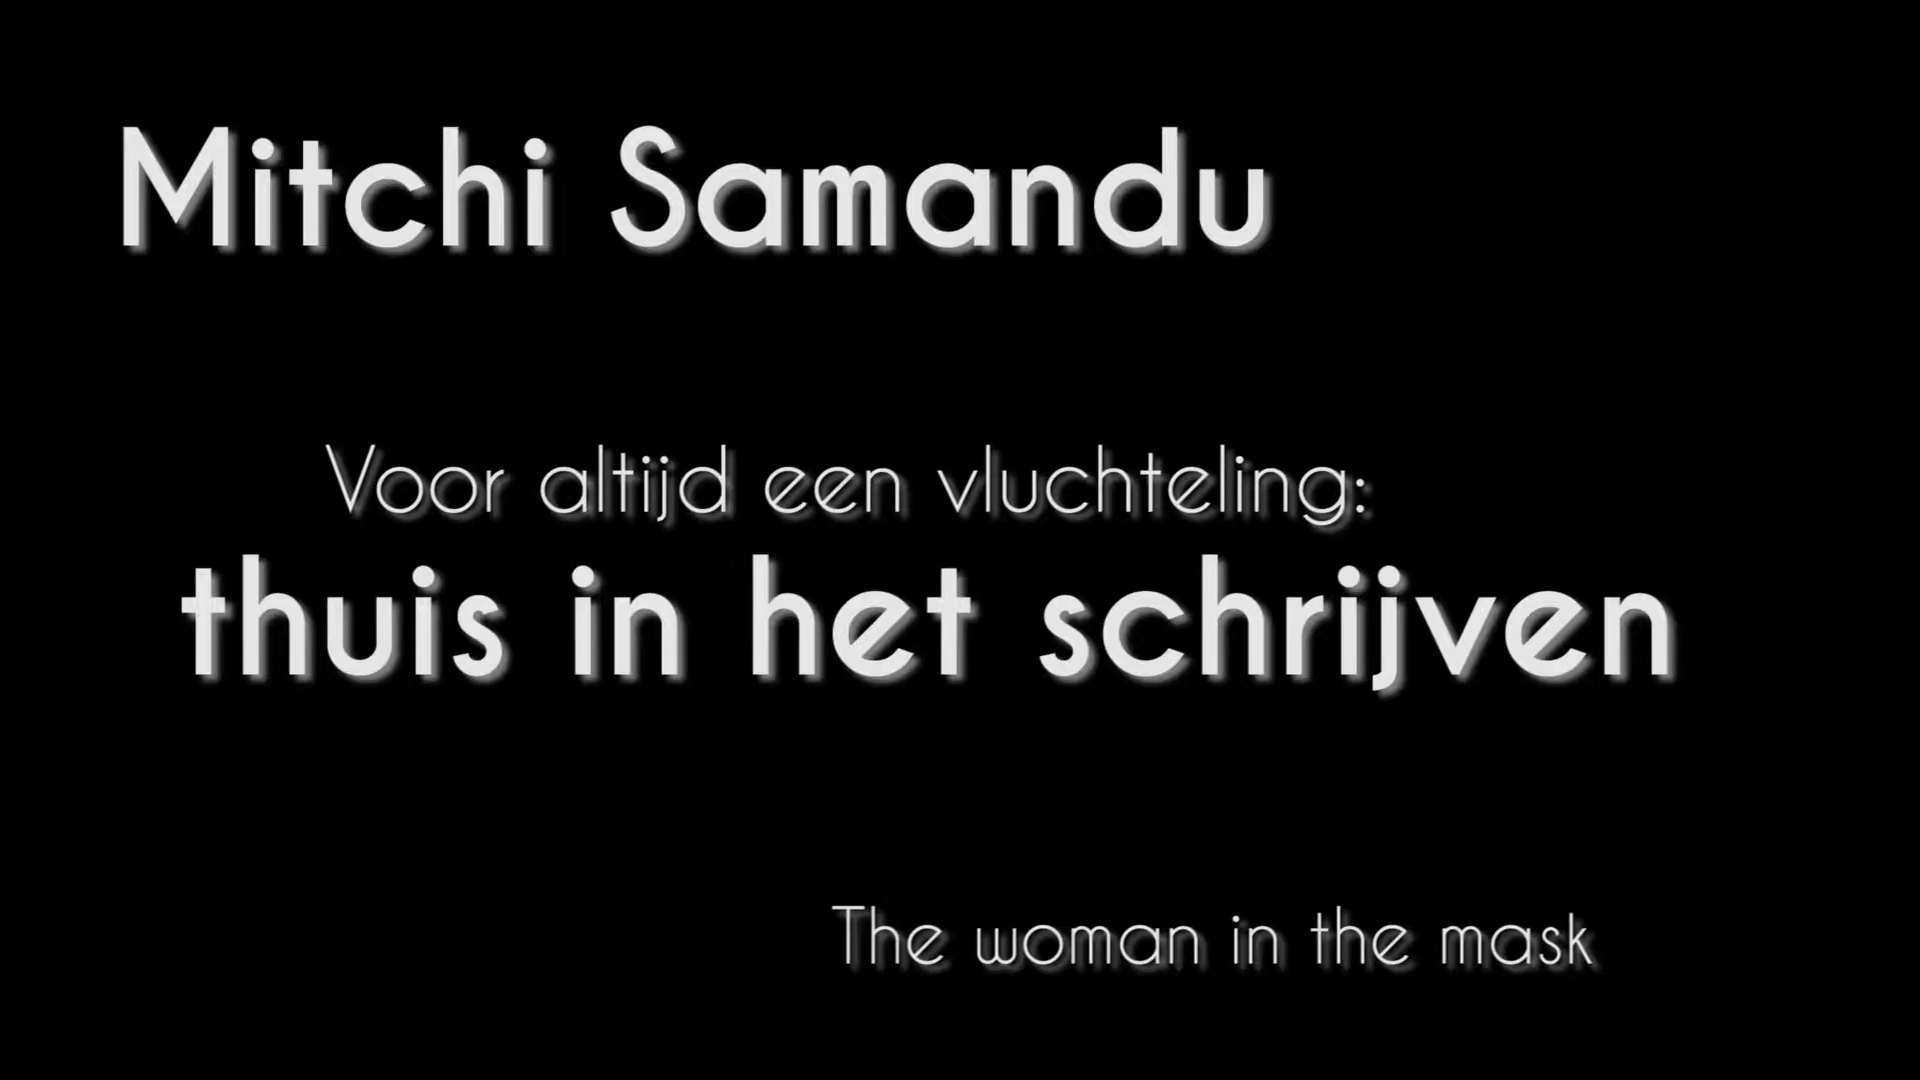 Mitchi Samandu
Voor altijd een vluchteling:
thuis in het schrijven
The woman in the mask